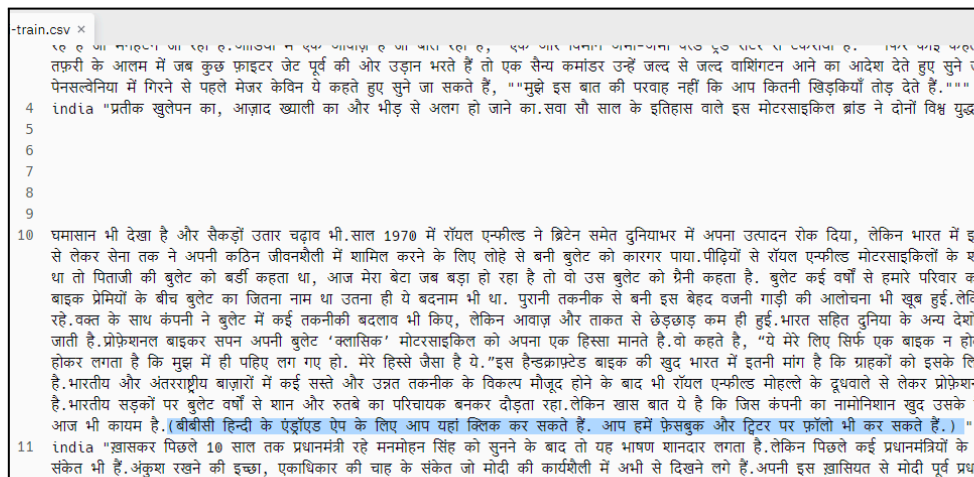 -train.csv ×
तफ़री के आलम में जब कुछ फ़ाइटर जेट पूर्व की ओर उड़ान भरते हैं तो एक सैन्य कमांडर उन्हें जल्द से जल्द वाशिंगटन आने का आदेश देते हुए सुने
पेनसल्वेनिया में गिरने से पहले मेजर केविन ये कहते हुए सुने जा सकते हैं, ""मुझे इस बात की परवाह नहीं कि आप कितनी खिड़कियाँ तोड़ देते हैं."""
4 india "प्रतीक खुलेपन का, आज़ाद ख्याली का और भीड़ से अलग हो जाने का.सवा सौ साल के इतिहास वाले इस मोटरसाइकिल ब्रांड ने दोनों विश्व युद्ध
5
6
7
8
9
10 घमासान भी देखा है और सैकड़ों उतार चढ़ाव भी.साल 1970 में रॉयल एन्फील्ड ने ब्रिटेन समेत दुनियाभर में अपना उत्पादन रोक दिया, लेकिन भारत में
से लेकर सेना तक ने अपनी कठिन जीवनशैली में शामिल करने के लिए लोहे से बनी बुलेट को कारगर पाया.पीढ़ियों से रॉयल एन्फील्ड मोटरसाइकिलों के
था तो पिताजी की बुलेट को बर्डी कहता था, आज मेरा बेटा जब बड़ा हो रहा है तो वो उस बुलेट को ग्रैनी कहता है. बुलेट कई वर्षों से हमारे परिवार
बाइक प्रेमियों के बीच बुलेट का जितना नाम था उतना ही ये बदनाम भी था. पुरानी तकनीक से बनी इस बेहद वजनी गाड़ी की आलोचना भी खूब हुई.
रहे.वक्त के साथ कंपनी ने बुलेट में कई तकनीकी बदलाव भी किए, लेकिन आवाज़ और ताकत से छेड़छाड़ कम ही हुई.भारत सहित दुनिया के अन्य
जाती है.प्रोफ़ेशनल बाइकर सपन अपनी बुलेट ‘क्लासिक’ मोटरसाइकिल को अपना एक हिस्सा मानते है.वो कहते है, “ये मेरे लिए सिर्फ एक बाइक न
होकर लगता है कि मुझ में ही पहिए लग गए हो. मेरे हिस्से जैसा है ये.”इस हैन्डक्राफ़्टेड बाइक की खुद भारत में इतनी मांग है कि ग्राहकों को इसके
है.भारतीय और अंतरराष्ट्रीय बाज़ारों में कई सस्ते और उन्नत तकनीक के विकल्प मौजूद होने के बाद भी रॉयल एन्फील्ड मोहल्ले के दूधवाले से लेकर
है.भारतीय सड़कों पर बुलेट वर्षों से शान और रुतबे का परिचायक बनकर दौड़ता रहा.लेकिन खास बात ये है कि जिस कंपनी का नामोनिशान खुद उसके
आज भी कायम है.(बीबीसी हिन्दी के एंड्रॉएड ऐप के लिए आप यहां क्लिक कर सकते हैं. आप हमें फ़ेसबुक और ट्विटर पर फ़ॉलो भी कर सकते हैं.) "
11 india "ख़ासकर पिछले 10 साल तक प्रधानमंत्री रहे मनमोहन सिंह को सुनने के बाद तो यह भाषण शानदार लगता है.लेकिन पिछले कई प्रधानमंत्रियों के
संकेत भी हैं.अंकुश रखने की इच्छा, एकाधिकार की चाह के संकेत जो मोदी की कार्यशैली में अभी से दिखने लगे हैं.अपनी इस ख़ासियत से मोदी पूर्व